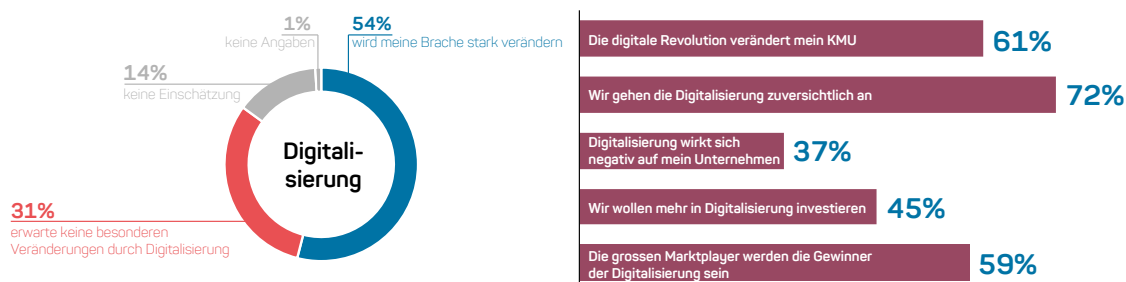 1%
keine Angaben
54%
wird meine Brache stark verändern
14%
keine Einschätzung
Digitali-
sierung
31%
erwarte keine besonderen
Veränderungen durch Digitalisierung
Die digitale Revolution verändert mein KMU
61%
Wir gehen die Digitalisierung zuversichtlich an
72%
Digitalisierung wirkt sich
negativ auf mein Unternehmen
37%
Wir wollen mehr in Digitalisierung investieren
45%
Die grossen Marktplayer werden die Gewinner
der Digitalisierung sein
59%